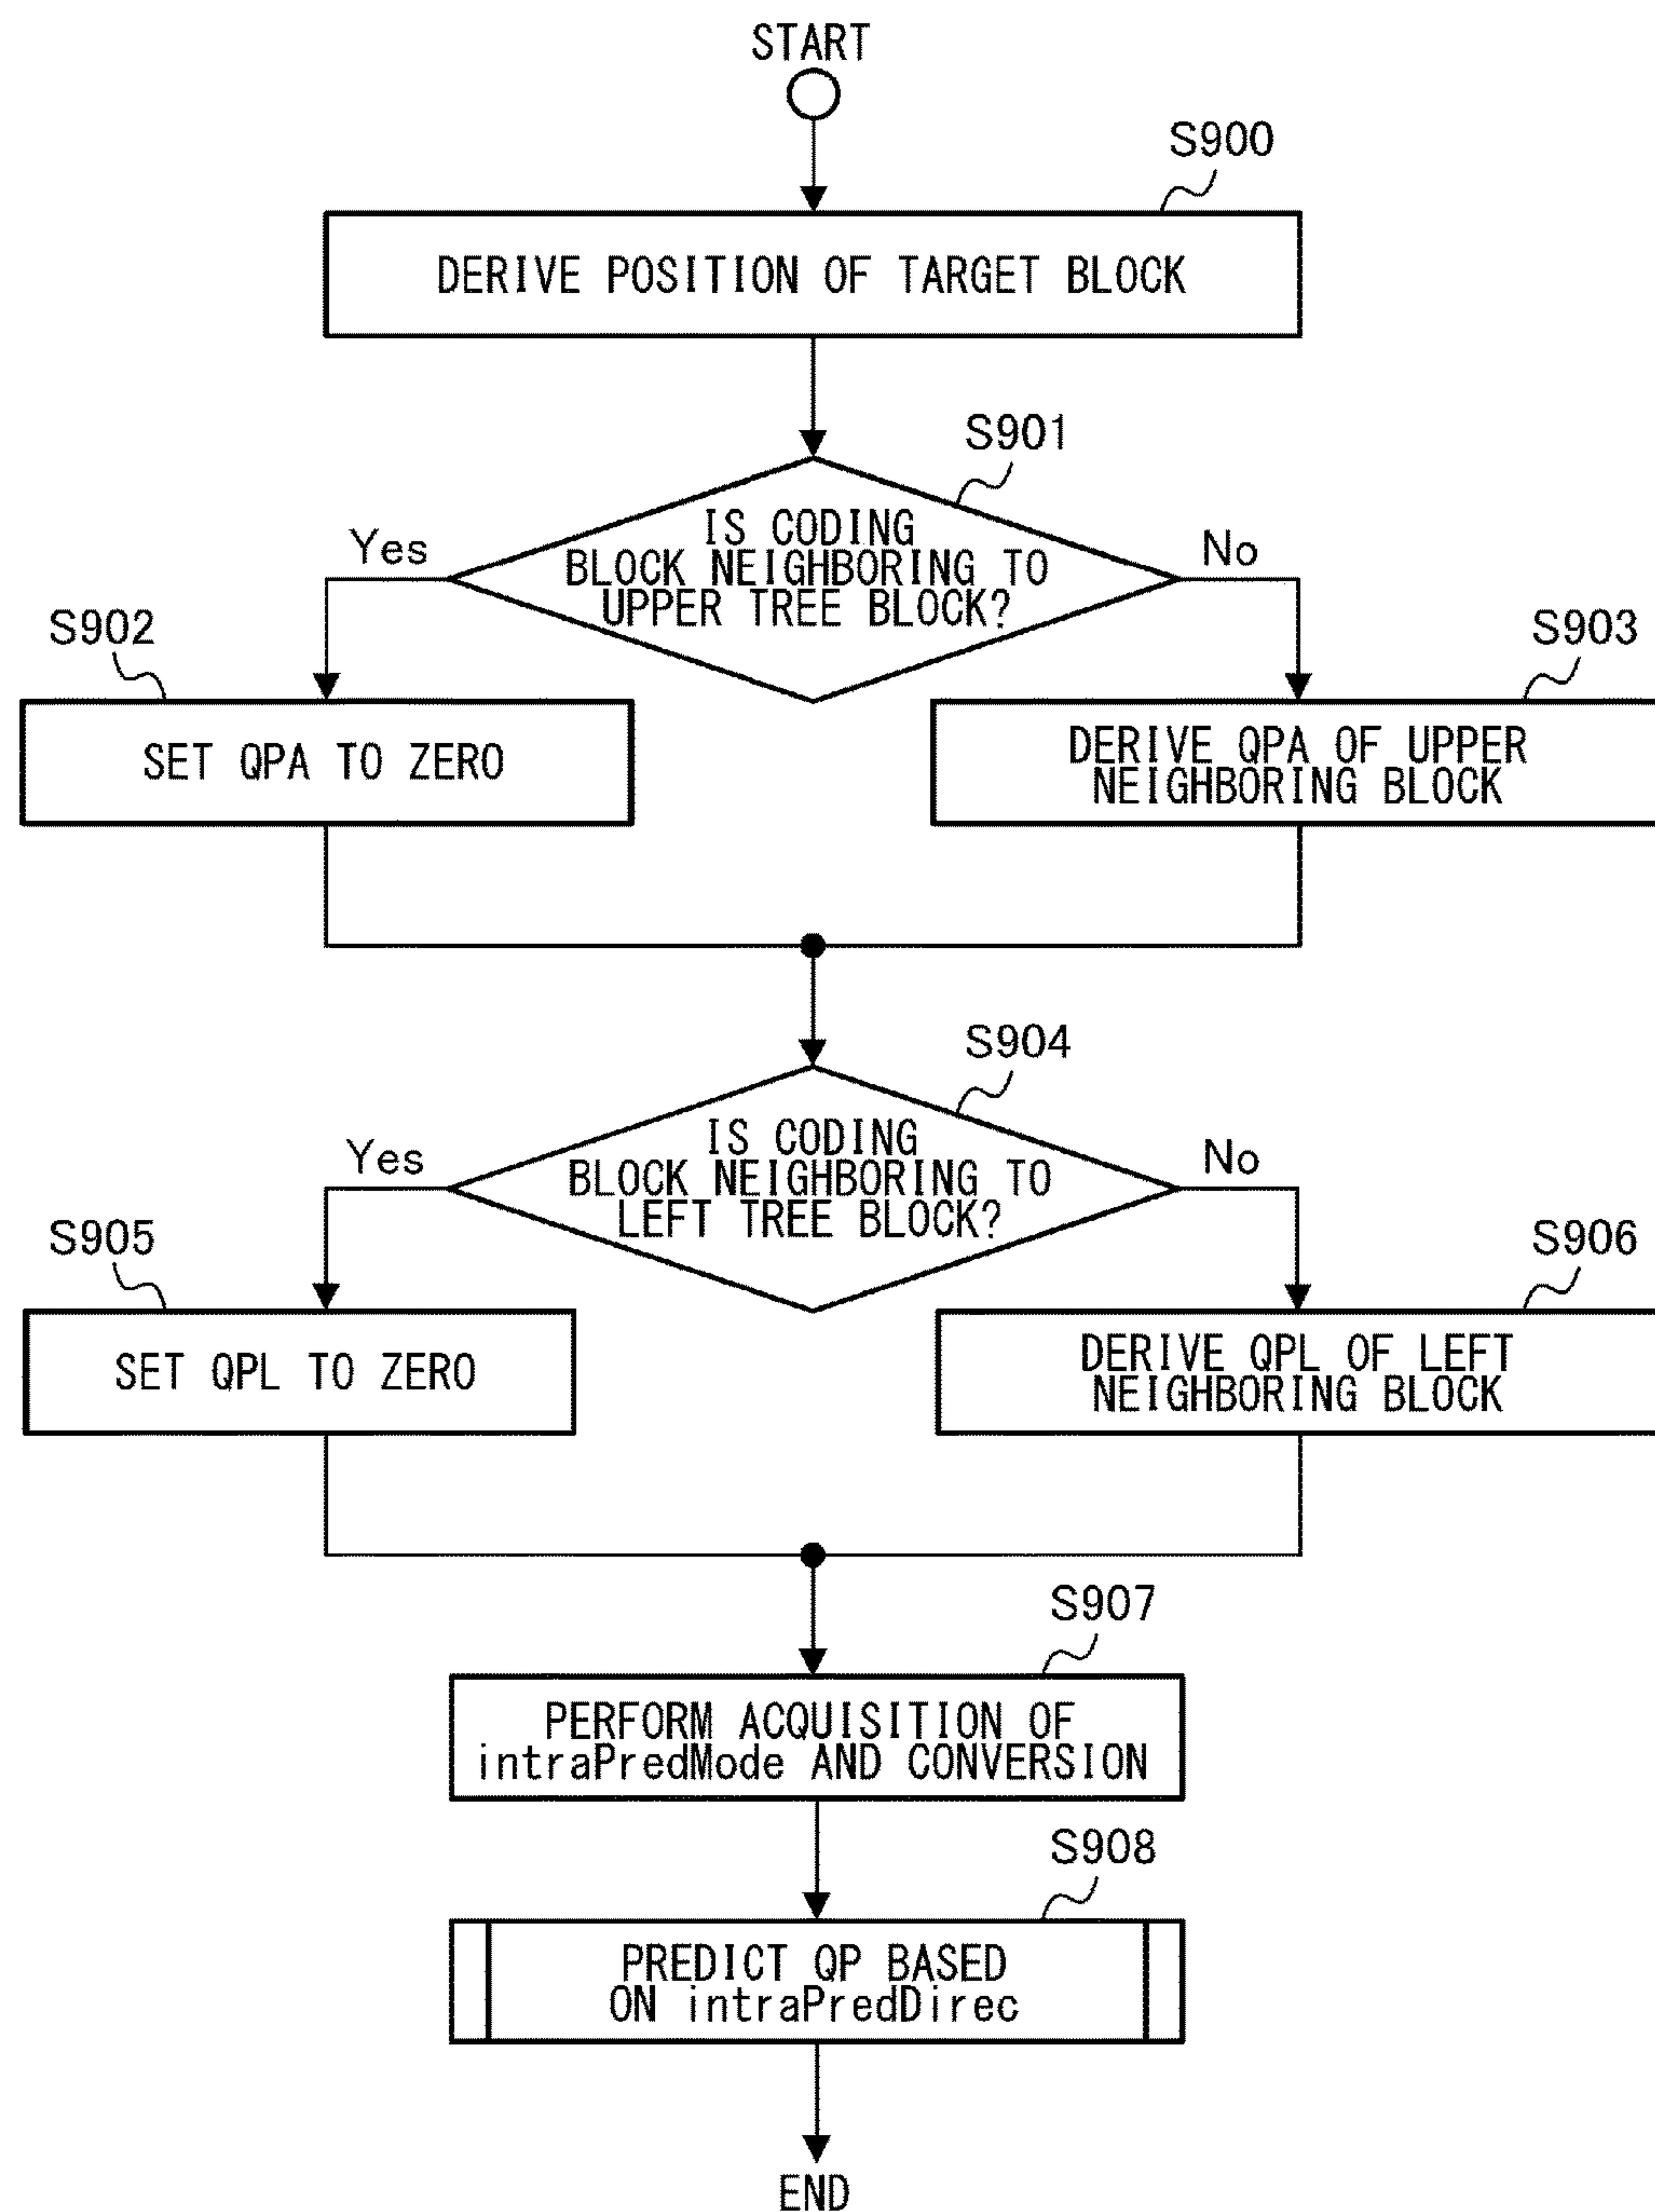 START
S900
DERIVE POSITION OF TARGET BLOCK
S901
IS CODING
BLOCK NEIGHBORING TO
UPPER TREE BLOCK?
Yes
No
S902
SET QPA TO ZERO
S903
DERIVE QPA OF UPPER
NEIGHBORING BLOCK
S904
IS CODING
BLOCK NEIGHBORING TO
LEFT TREE BLOCK?
Yes
No
S905
SET QPL TO ZERO
S906
DERIVE QPL OF LEFT
NEIGHBORING BLOCK
S907
PERFORM ACQUISITION OF
intraPredMode AND CONVERSION
S908
PREDICT QP BASED
ON intraPredDirec
END